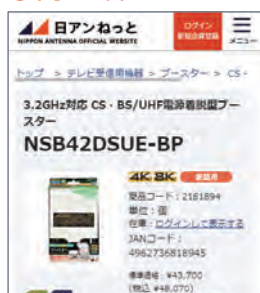 日アンねっと
NIPPON ANTENNA OFFICIAL WEBSITE
ログイン
新規会員登録
メニュー
トップ > テレビ受信用機器 > ブースター > CS・
3.2GHz対応 CS・BS/UHF電源着脱型ブー
スター
NSB42DSUE-BP
4K 8K 家庭用
商品コード：2181894
単位：個
在庫：ログインして表示する
JANコード：
4962736818945
標準価格：¥43,700
(税込 ¥48,070)